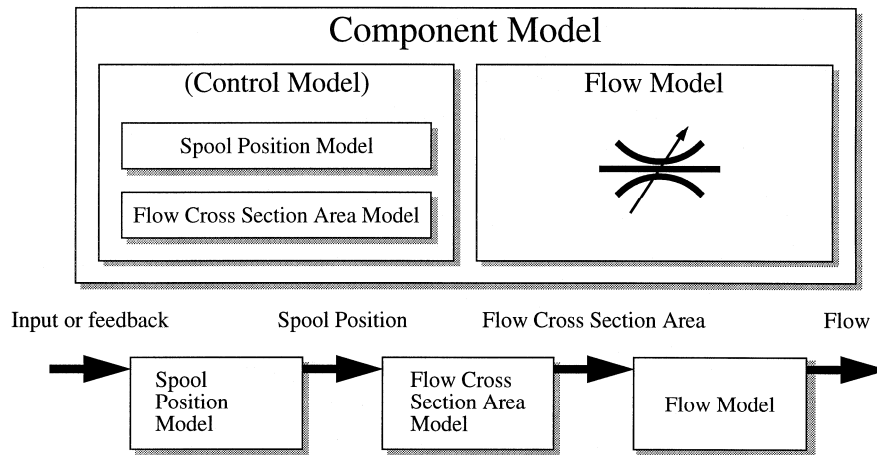 Component Model
(Control Model)
Flow Model
Spool Position Model
Flow Cross Section Area Model
Input or feedback
Spool Position
Flow Cross Section Area
Flow
Spool
Position
Model
Flow Cross
Section Area
Model
Flow Model